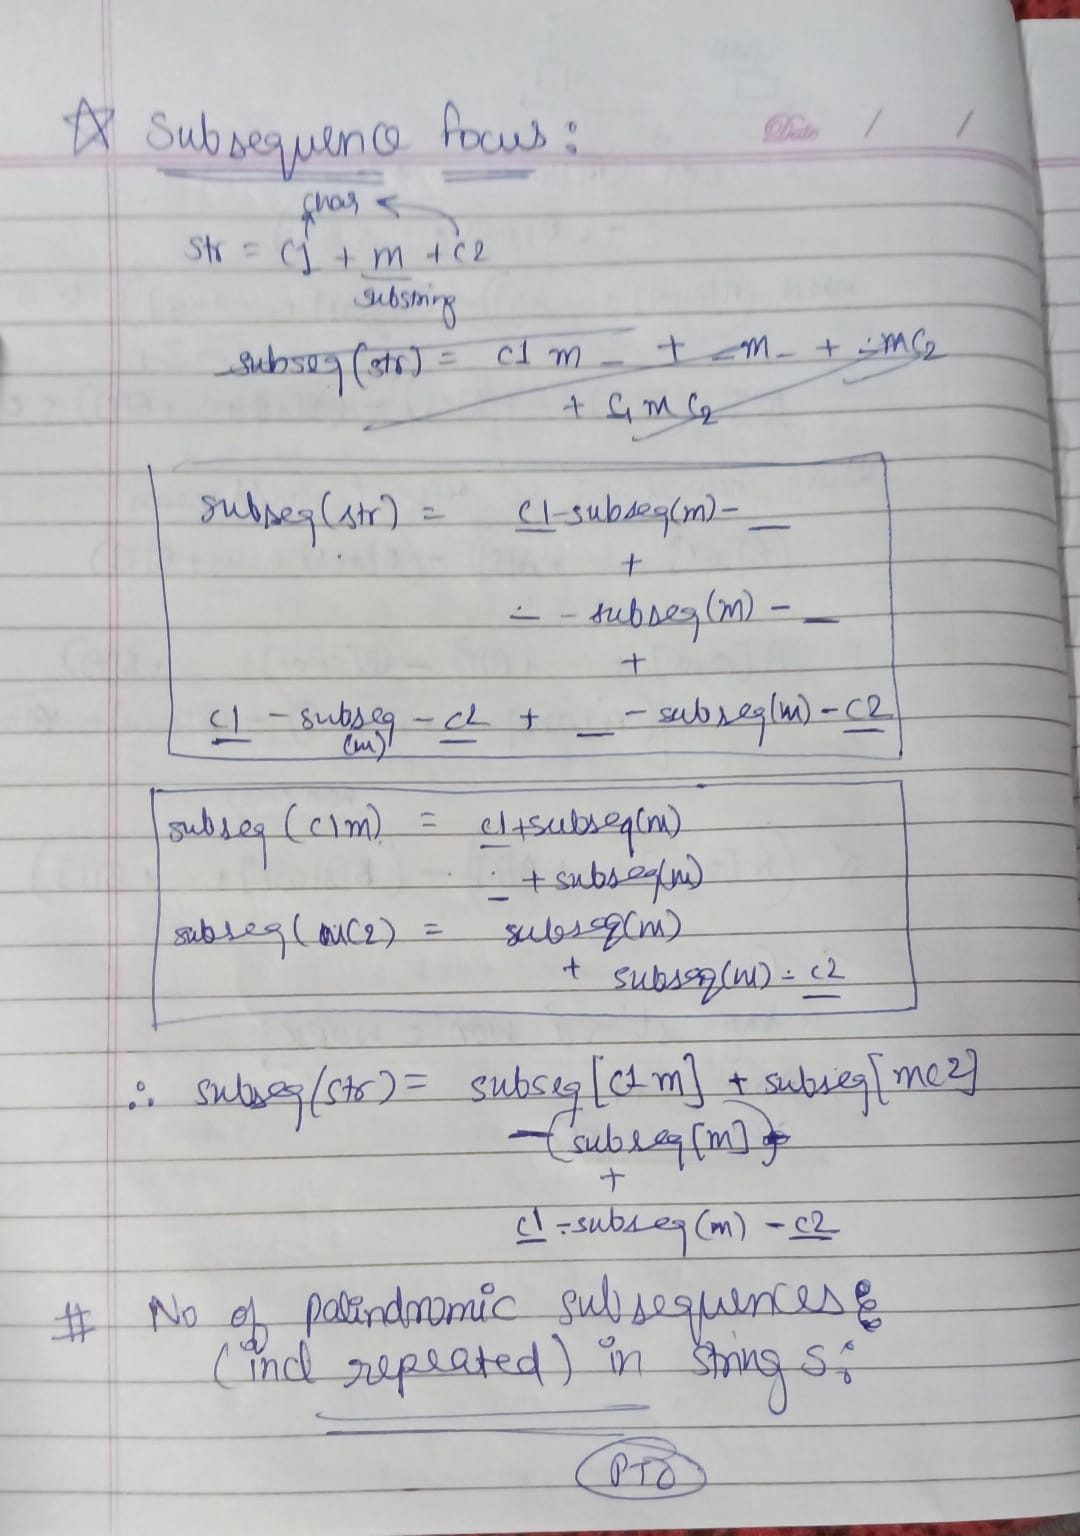 ☆ Subsequence focus:
Date / /
char
str = c1 + m + c2
substring
subseq(str) = c1 m _ + _ m _ + _ m c2
+ c1 m c2
subseq(str) = c1 - subseq(m) - _
+
_ - subseq(m) - _
+
c1 - subseq(m) - c2 + _ - subseq(m) - c2
subseq (c1m) = c1 + subseq(m)
_ + subseq(m)
subseq( mc2) = subseq(m)
+ subseq(m) - c2
∴ subseq(str) = subseq[c1m] + subseq[mc2]
- (subseq[m])
+
c1 - subseq(m) - c2
# No of palindromic subsequences
(incl repeated) in string s:
PTO